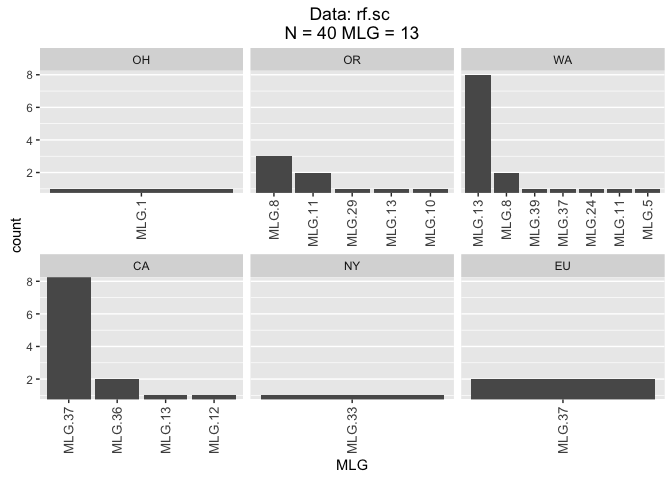 Data: rf.sc
N = 40 MLG = 13
OH
OR
WA
8
6
4
2
MLG.1
MLG.8
MLG.11
MLG.29
MLG.13
MLG.10
MLG.13
MLG.8
MLG.39
MLG.37
MLG.24
MLG.11
MLG.5
count
CA
NY
EU
8
6
4
2
MLG.37
MLG.36
MLG.13
MLG.12
MLG.33
MLG.37
MLG